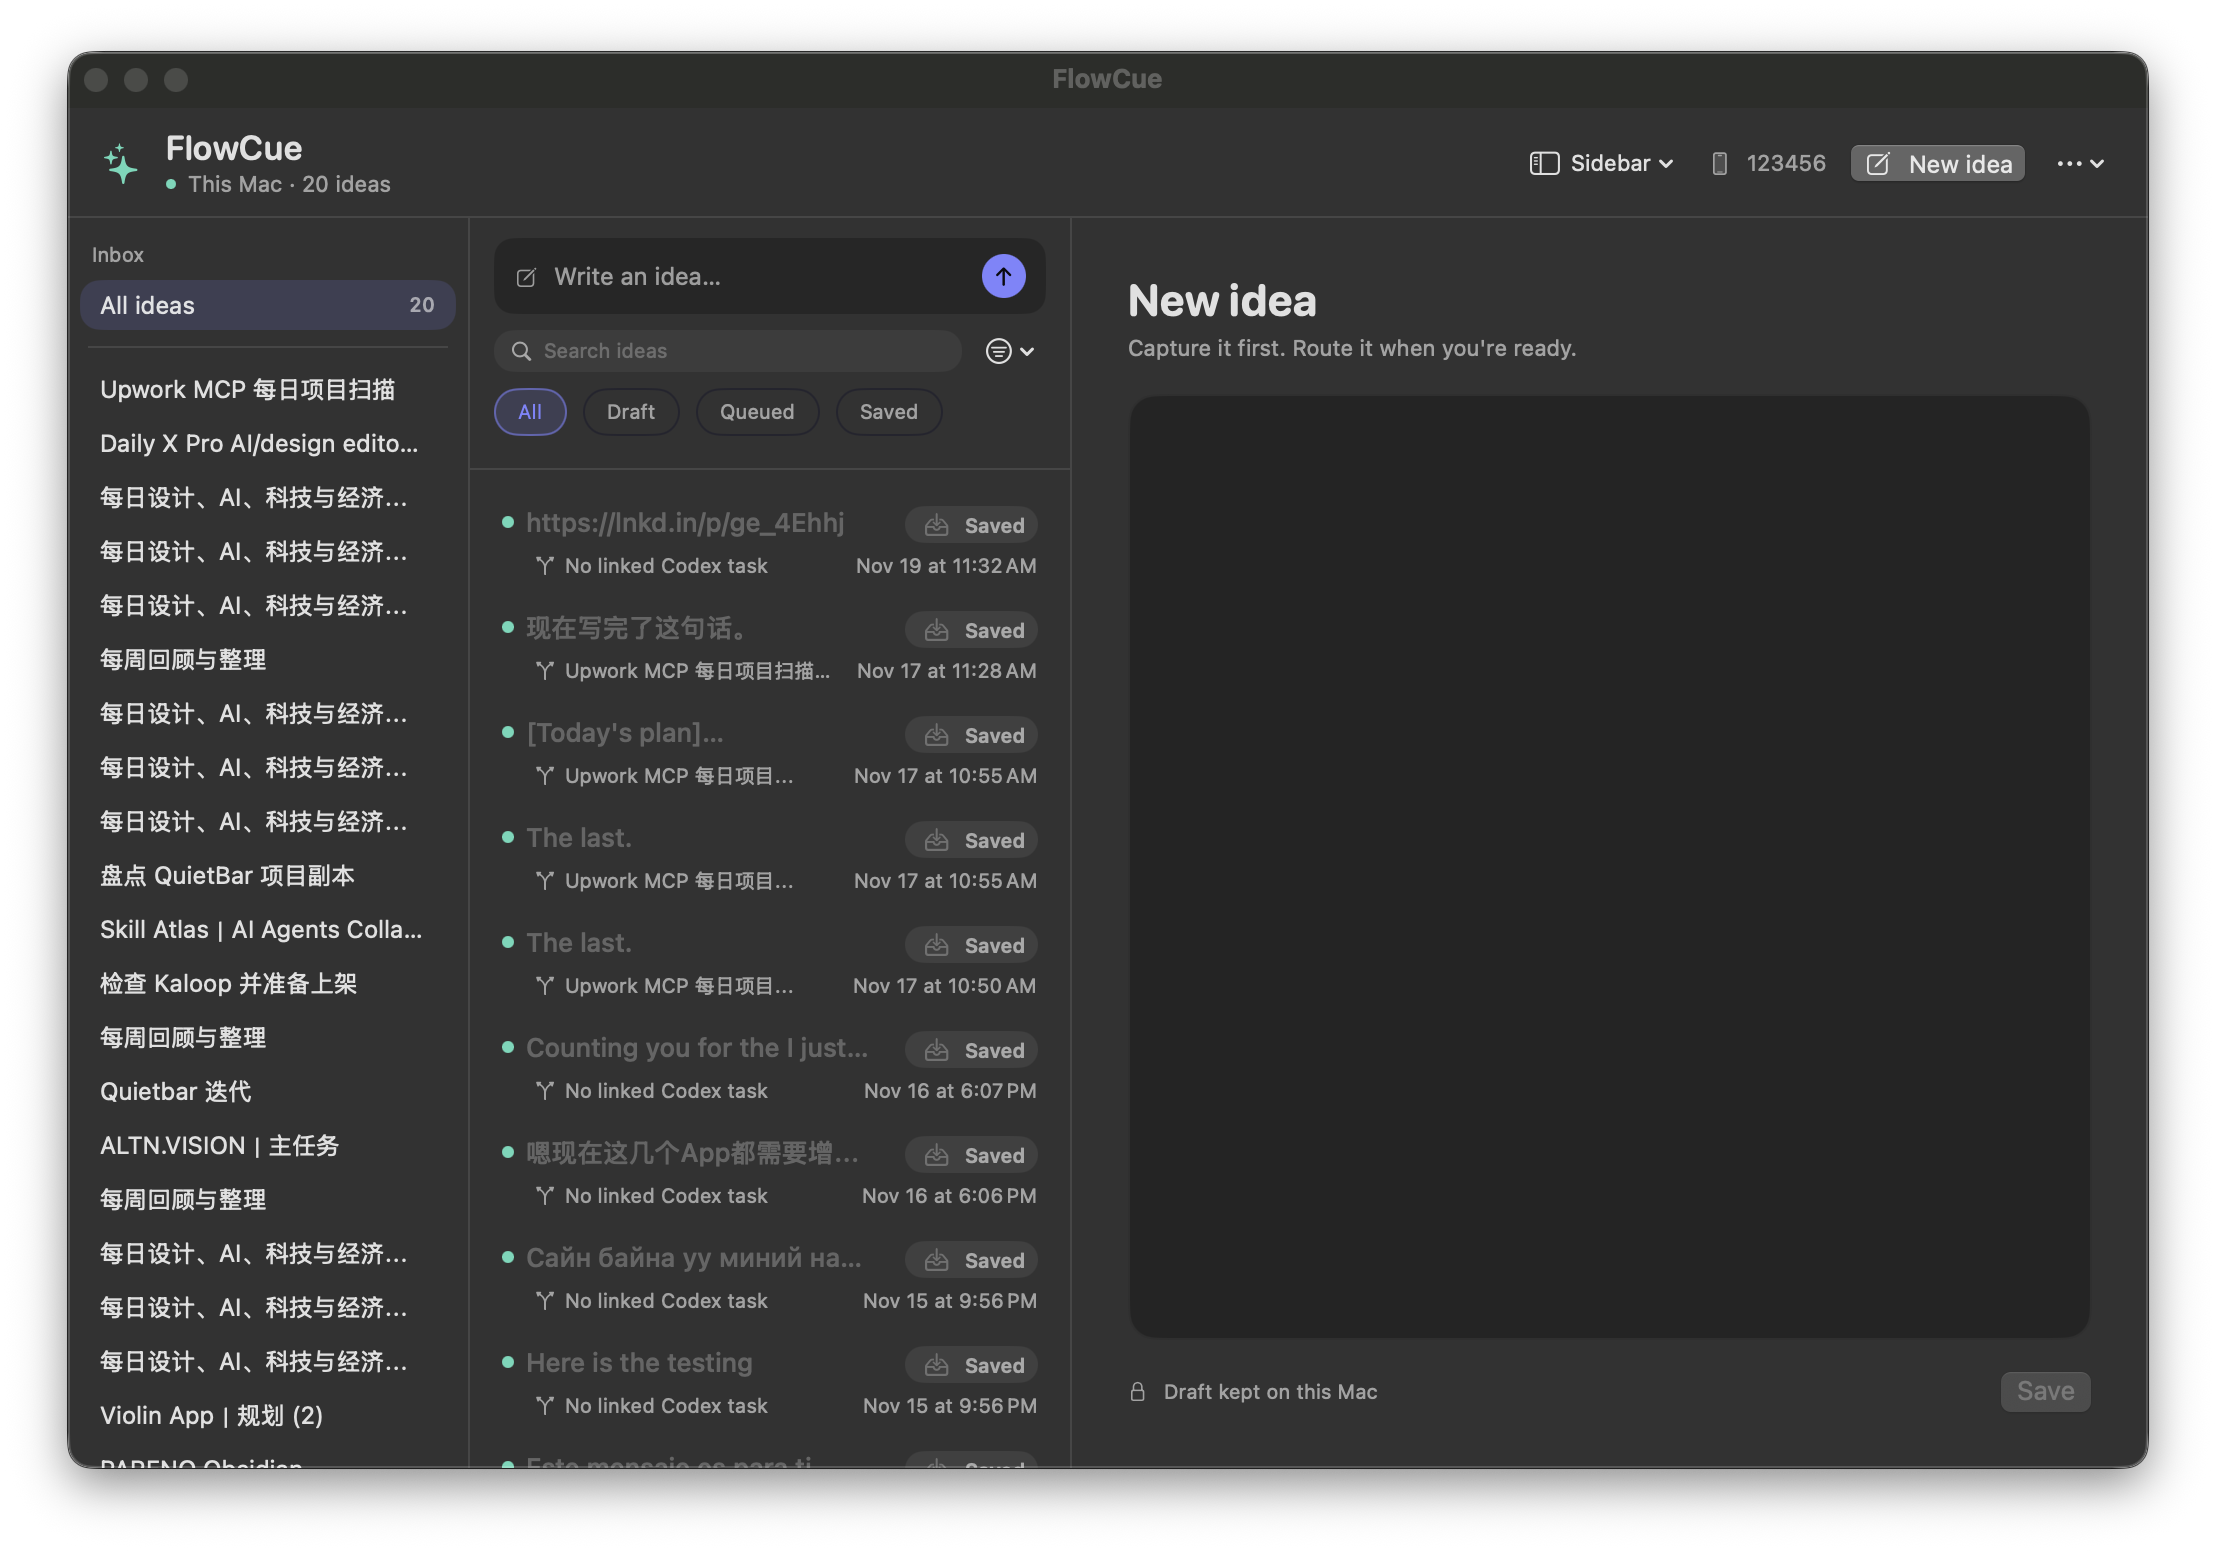 FlowCue
FlowCue
This Mac · 20 ideas
Sidebar
123456
New idea
Inbox
All ideas
20
Upwork MCP 每日项目扫描
Daily X Pro AI/design edito...
每日设计、AI、科技与经济...
每日设计、AI、科技与经济...
每日设计、AI、科技与经济...
每周回顾与整理
每日设计、AI、科技与经济...
每日设计、AI、科技与经济...
每日设计、AI、科技与经济...
盘点 QuietBar 项目副本
Skill Atlas | AI Agents Colla...
检查 Kaloop 并准备上架
每周回顾与整理
Quietbar 迭代
ALTN.VISION | 主任务
每周回顾与整理
每日设计、AI、科技与经济...
每日设计、AI、科技与经济...
每日设计、AI、科技与经济...
Violin App | 规划 (2)
Obsidian
Write an idea...
Search ideas
All
Draft
Queued
Saved
https://lnkd.in/p/ge_4Ehhj
Saved
No linked Codex task
Nov 19 at 11:32 AM
现在写完了这句话。
Saved
Upwork MCP 每日项目扫描...
Nov 17 at 11:28 AM
[Today's plan]...
Saved
Upwork MCP 每日项目...
Nov 17 at 10:55 AM
The last.
Saved
Upwork MCP 每日项目...
Nov 17 at 10:55 AM
The last.
Saved
Upwork MCP 每日项目...
Nov 17 at 10:50 AM
Counting you for the I just...
Saved
No linked Codex task
Nov 16 at 6:07 PM
嗯现在这几个App都需要增...
Saved
No linked Codex task
Nov 16 at 6:06 PM
Сайн байна уу миний на...
Saved
No linked Codex task
Nov 15 at 9:56 PM
Here is the testing
Saved
No linked Codex task
Nov 15 at 9:56 PM
Este mensaje es para ti
Saved
New idea
Capture it first. Route it when you're ready.
Draft kept on this Mac
Save